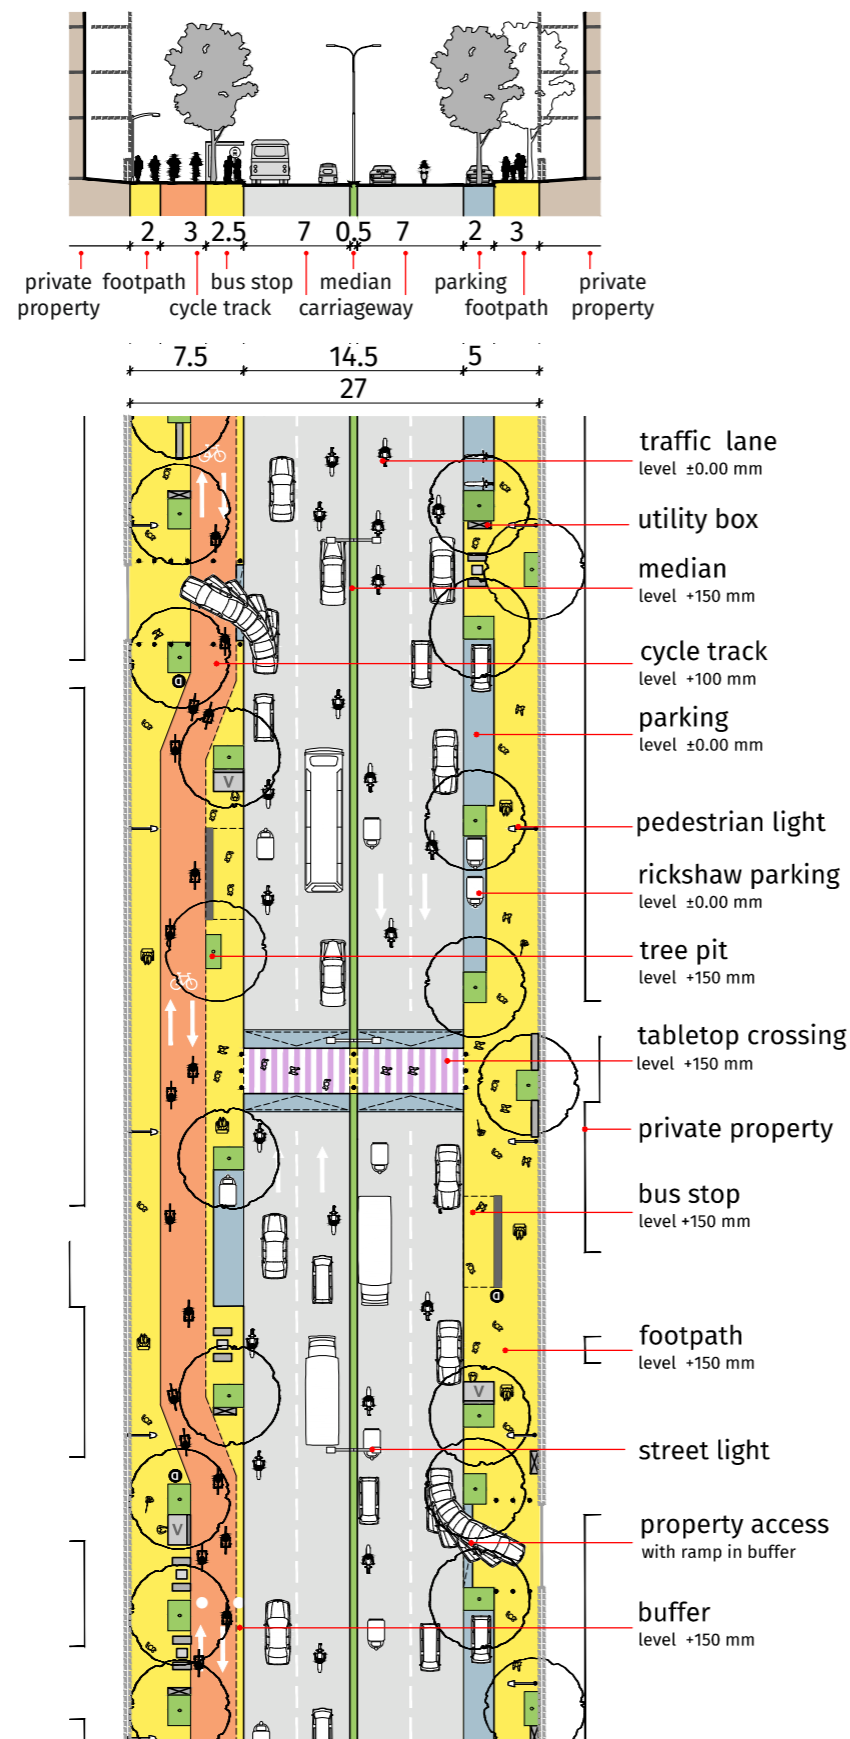 2 3 2.5 7 0.5 7 2 3
private footpath bus stop median parking private
property cycle track carriageway footpath property
7.5 14.5 5
27
traffic lane
level ±0.00 mm
utility box
median
level +150 mm
cycle track
level +100 mm
parking
level ±0.00 mm
V
pedestrian light
rickshaw parking
level ±0.00 mm
tree pit
level +150 mm
tabletop crossing
level +150 mm
private property
bus stop
level +150 mm
D
footpath
level +150 mm
V
street light
D
V
property access
with ramp in buffer
buffer
level +150 mm